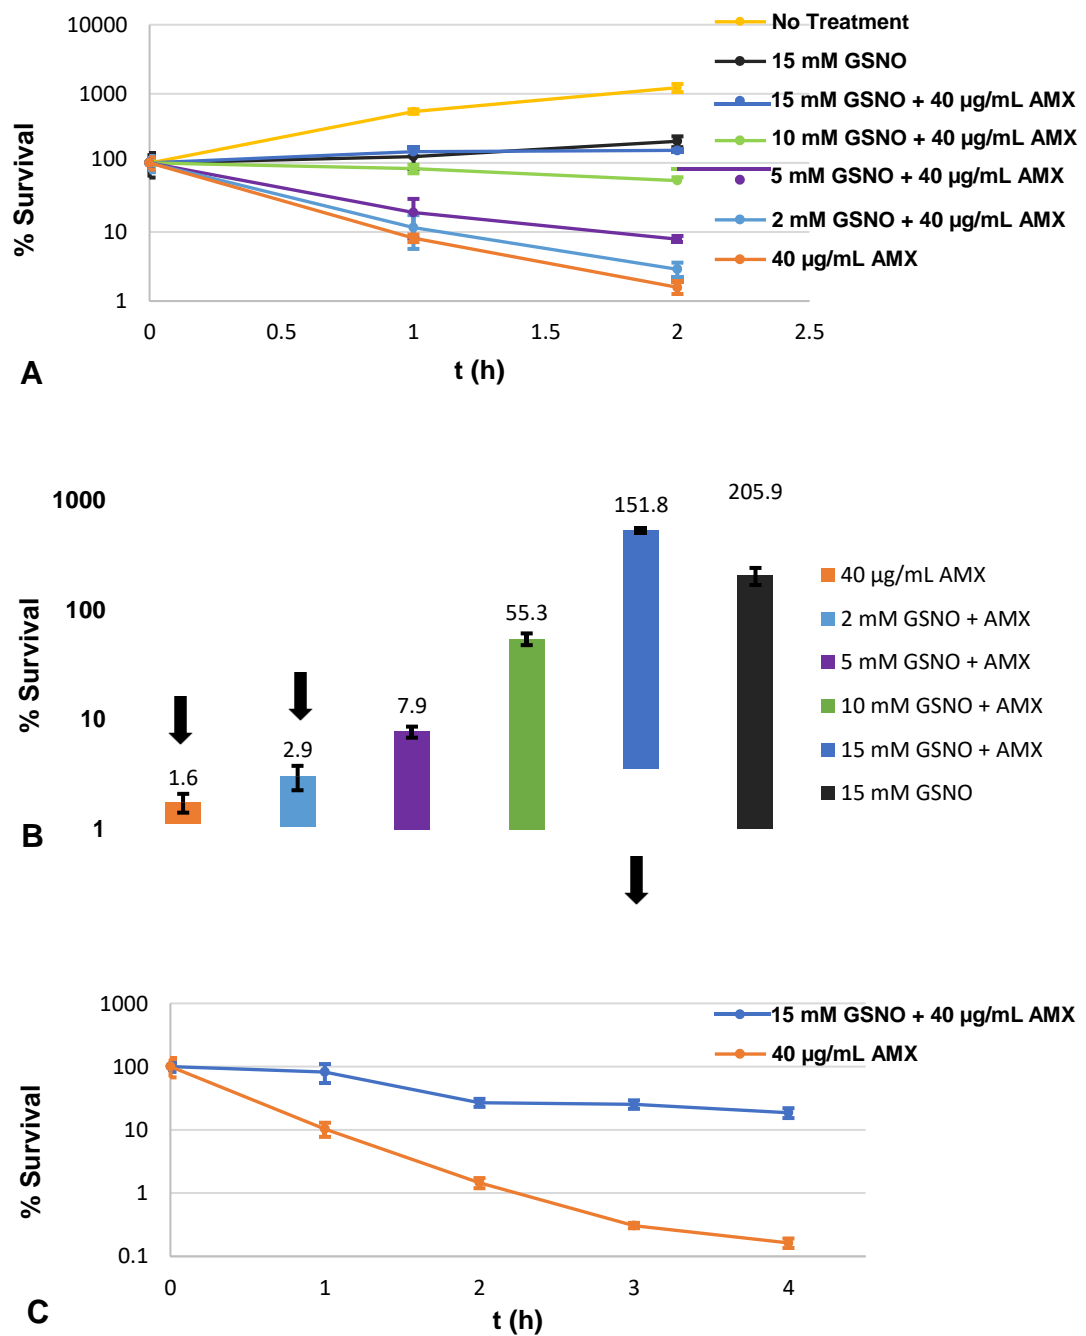 10000
1000
100
10
1
% Survival
0
0.5
1
1.5
2
2.5
t (h)
A
No Treatment
15 mM GSNO
15 mM GSNO + 40 µg/mL AMX
10 mM GSNO + 40 µg/mL AMX
5 mM GSNO + 40 µg/mL AMX
2 mM GSNO + 40 µg/mL AMX
40 µg/mL AMX
1000
100
10
1
% Survival
B
1.6
2.9
7.9
55.3
151.8
205.9
40 µg/mL AMX
2 mM GSNO + AMX
5 mM GSNO + AMX
10 mM GSNO + AMX
15 mM GSNO + AMX
15 mM GSNO
1000
100
10
1
0.1
% Survival
0
1
2
3
4
t (h)
C
15 mM GSNO + 40 µg/mL AMX
40 µg/mL AMX